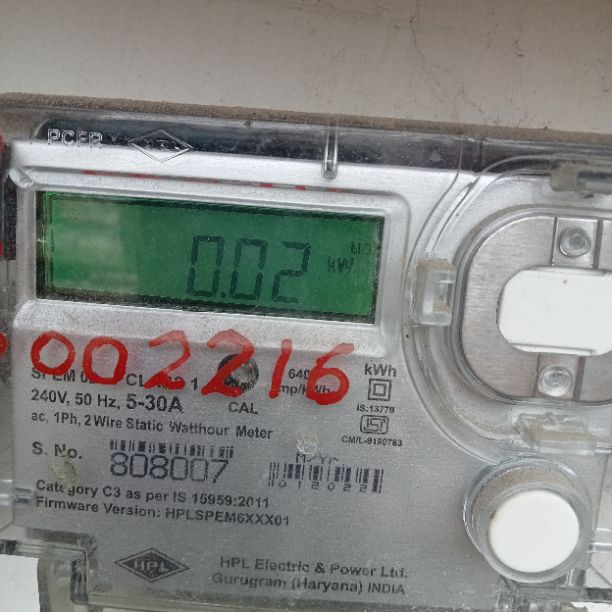 HPL
0.02 MD kW
002216
240V, 50 Hz, 5-30A CAL kWh
IS:13779
ac, 1Ph, 2 Wire Static Watthour Meter
CM/L-9190783
S. No. 808007
012022
Category C3 as per IS 15959:2011
Firmware Version: HPLSPEM6XXX01
HPL
HPL Electric & Power Ltd.
Gurugram (Haryana) INDIA